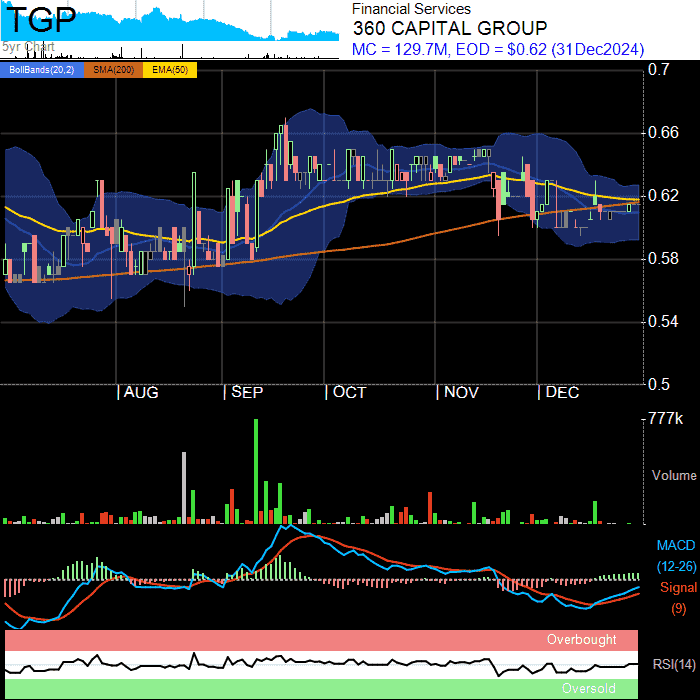 TGP
5yr Chart
Financial Services
360 CAPITAL GROUP
MC = 129.7M, EOD = $0.62 (31Dec2024)
BollBands(20,2) SMA(200) EMA(50)
0.7
0.66
0.62
0.58
0.54
0.5
AUG SEP OCT NOV DEC
777k
Volume
MACD
(12-26)
Signal
(9)
Overbought
RSI(14)
Oversold